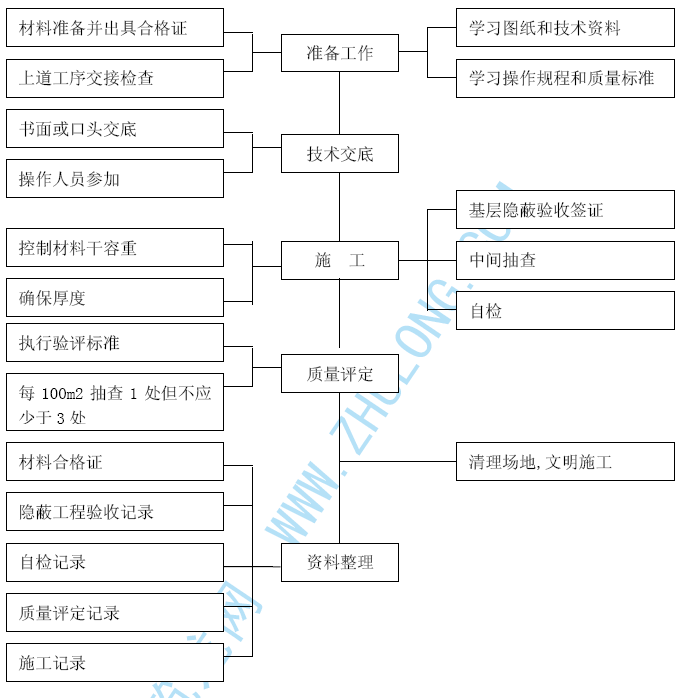 材料准备并出具合格证
上道工序交接检查
准备工作
学习图纸和技术资料
学习操作规程和质量标准
书面或口头交底
操作人员参加
技术交底
控制材料干容重
确保厚度
施 工
基层隐蔽验收签证
中间抽查
自检
执行验评标准
每 100m2 抽查 1 处但不应
少于 3 处
质量评定
清理场地,文明施工
材料合格证
隐蔽工程验收记录
自检记录
质量评定记录
施工记录
资料整理
筑龙网 WWW.ZHULONG.COM